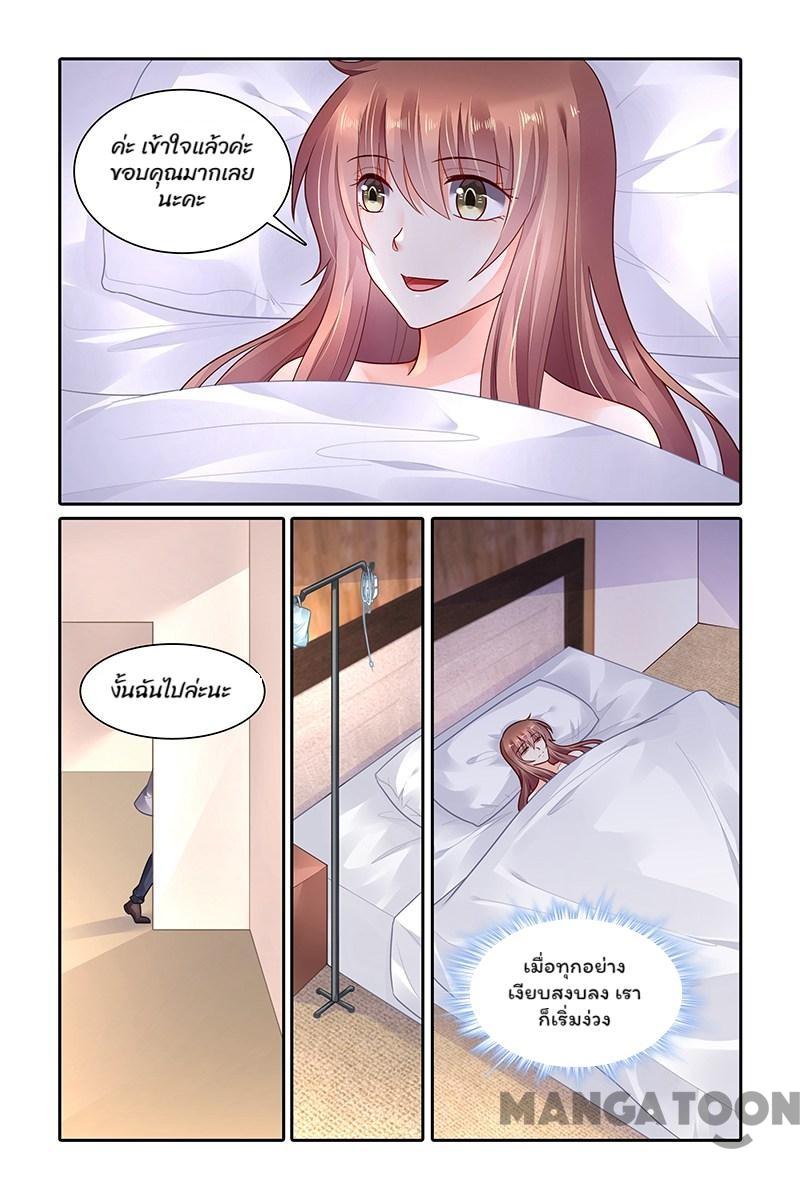 ค่ะ เข้าใจแล้วค่ะ
ขอบคุณมากเลย
นะคะ
งั้นฉันไปล่ะนะ
เมื่อทุกอย่าง
เงียบสงบลง เรา
ก็เริ่มง่วง
MANGATOON